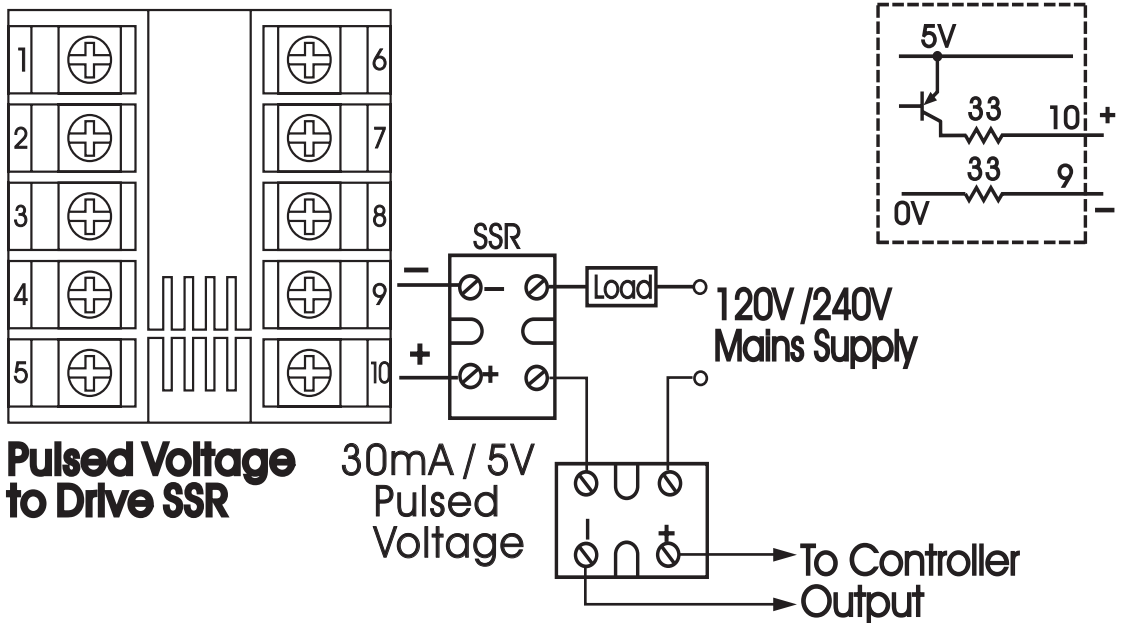 1
2
3
4
5
6
7
8
9
10
−
+
SSR
−
+
Load
120V /240V
Mains Supply
5V
33
10 +
33
9
0V −
Pulsed Voltage
to Drive SSR
30mA / 5V
Pulsed
Voltage
− +
To Controller
Output